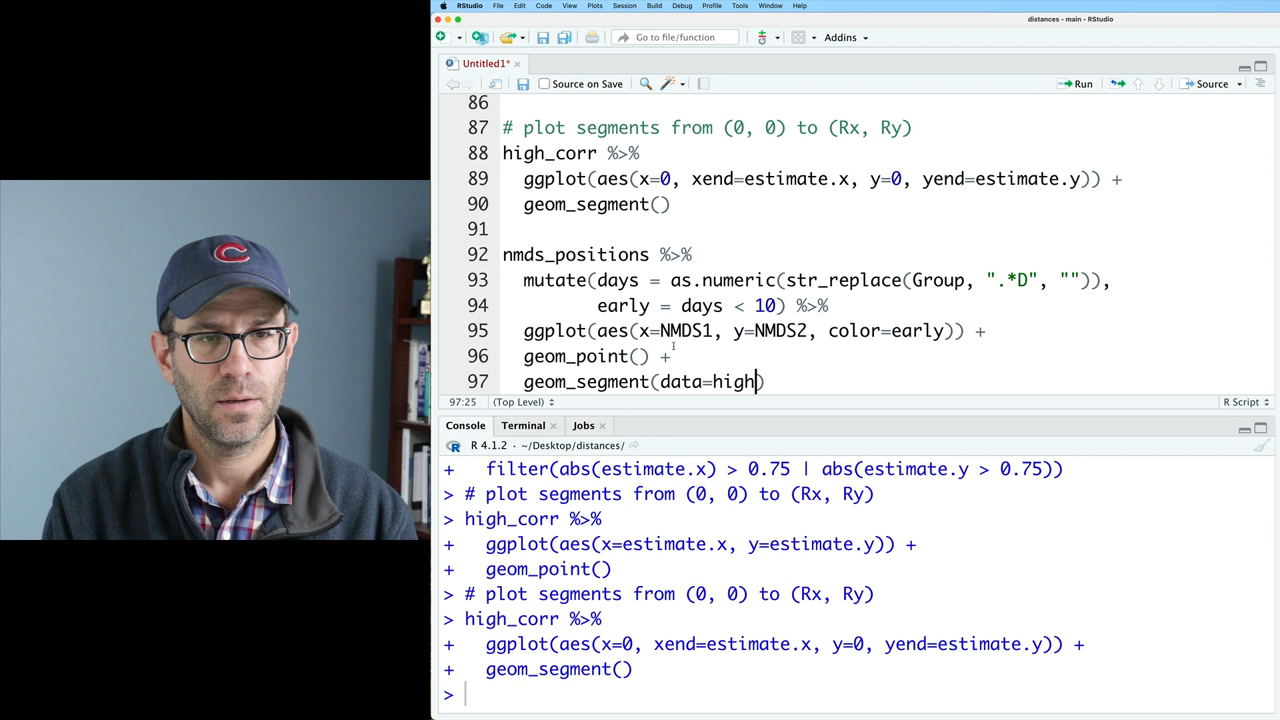 RStudio File Edit Code View Plots Session Build Debug Profile Tools Window Help
distances - main - RStudio
Go to file/function Addins
Untitled1*
Source on Save Run Source
86
87 # plot segments from (0, 0) to (Rx, Ry)
88 high_corr %>%
89 ggplot(aes(x=0, xend=estimate.x, y=0, yend=estimate.y)) +
90 geom_segment()
91
92 nmds_positions %>%
93 mutate(days = as.numeric(str_replace(Group, ".*D", "")),
94 early = days < 10) %>%
95 ggplot(aes(x=NMDS1, y=NMDS2, color=early)) +
96 geom_point() +
97 geom_segment(data=high)
97:25 (Top Level) R Script
Console Terminal Jobs
R 4.1.2 · ~/Desktop/distances/
+ filter(abs(estimate.x) > 0.75 | abs(estimate.y > 0.75))
> # plot segments from (0, 0) to (Rx, Ry)
> high_corr %>%
+ ggplot(aes(x=estimate.x, y=estimate.y)) +
+ geom_point()
> # plot segments from (0, 0) to (Rx, Ry)
> high_corr %>%
+ ggplot(aes(x=0, xend=estimate.x, y=0, yend=estimate.y)) +
+ geom_segment()
>
C